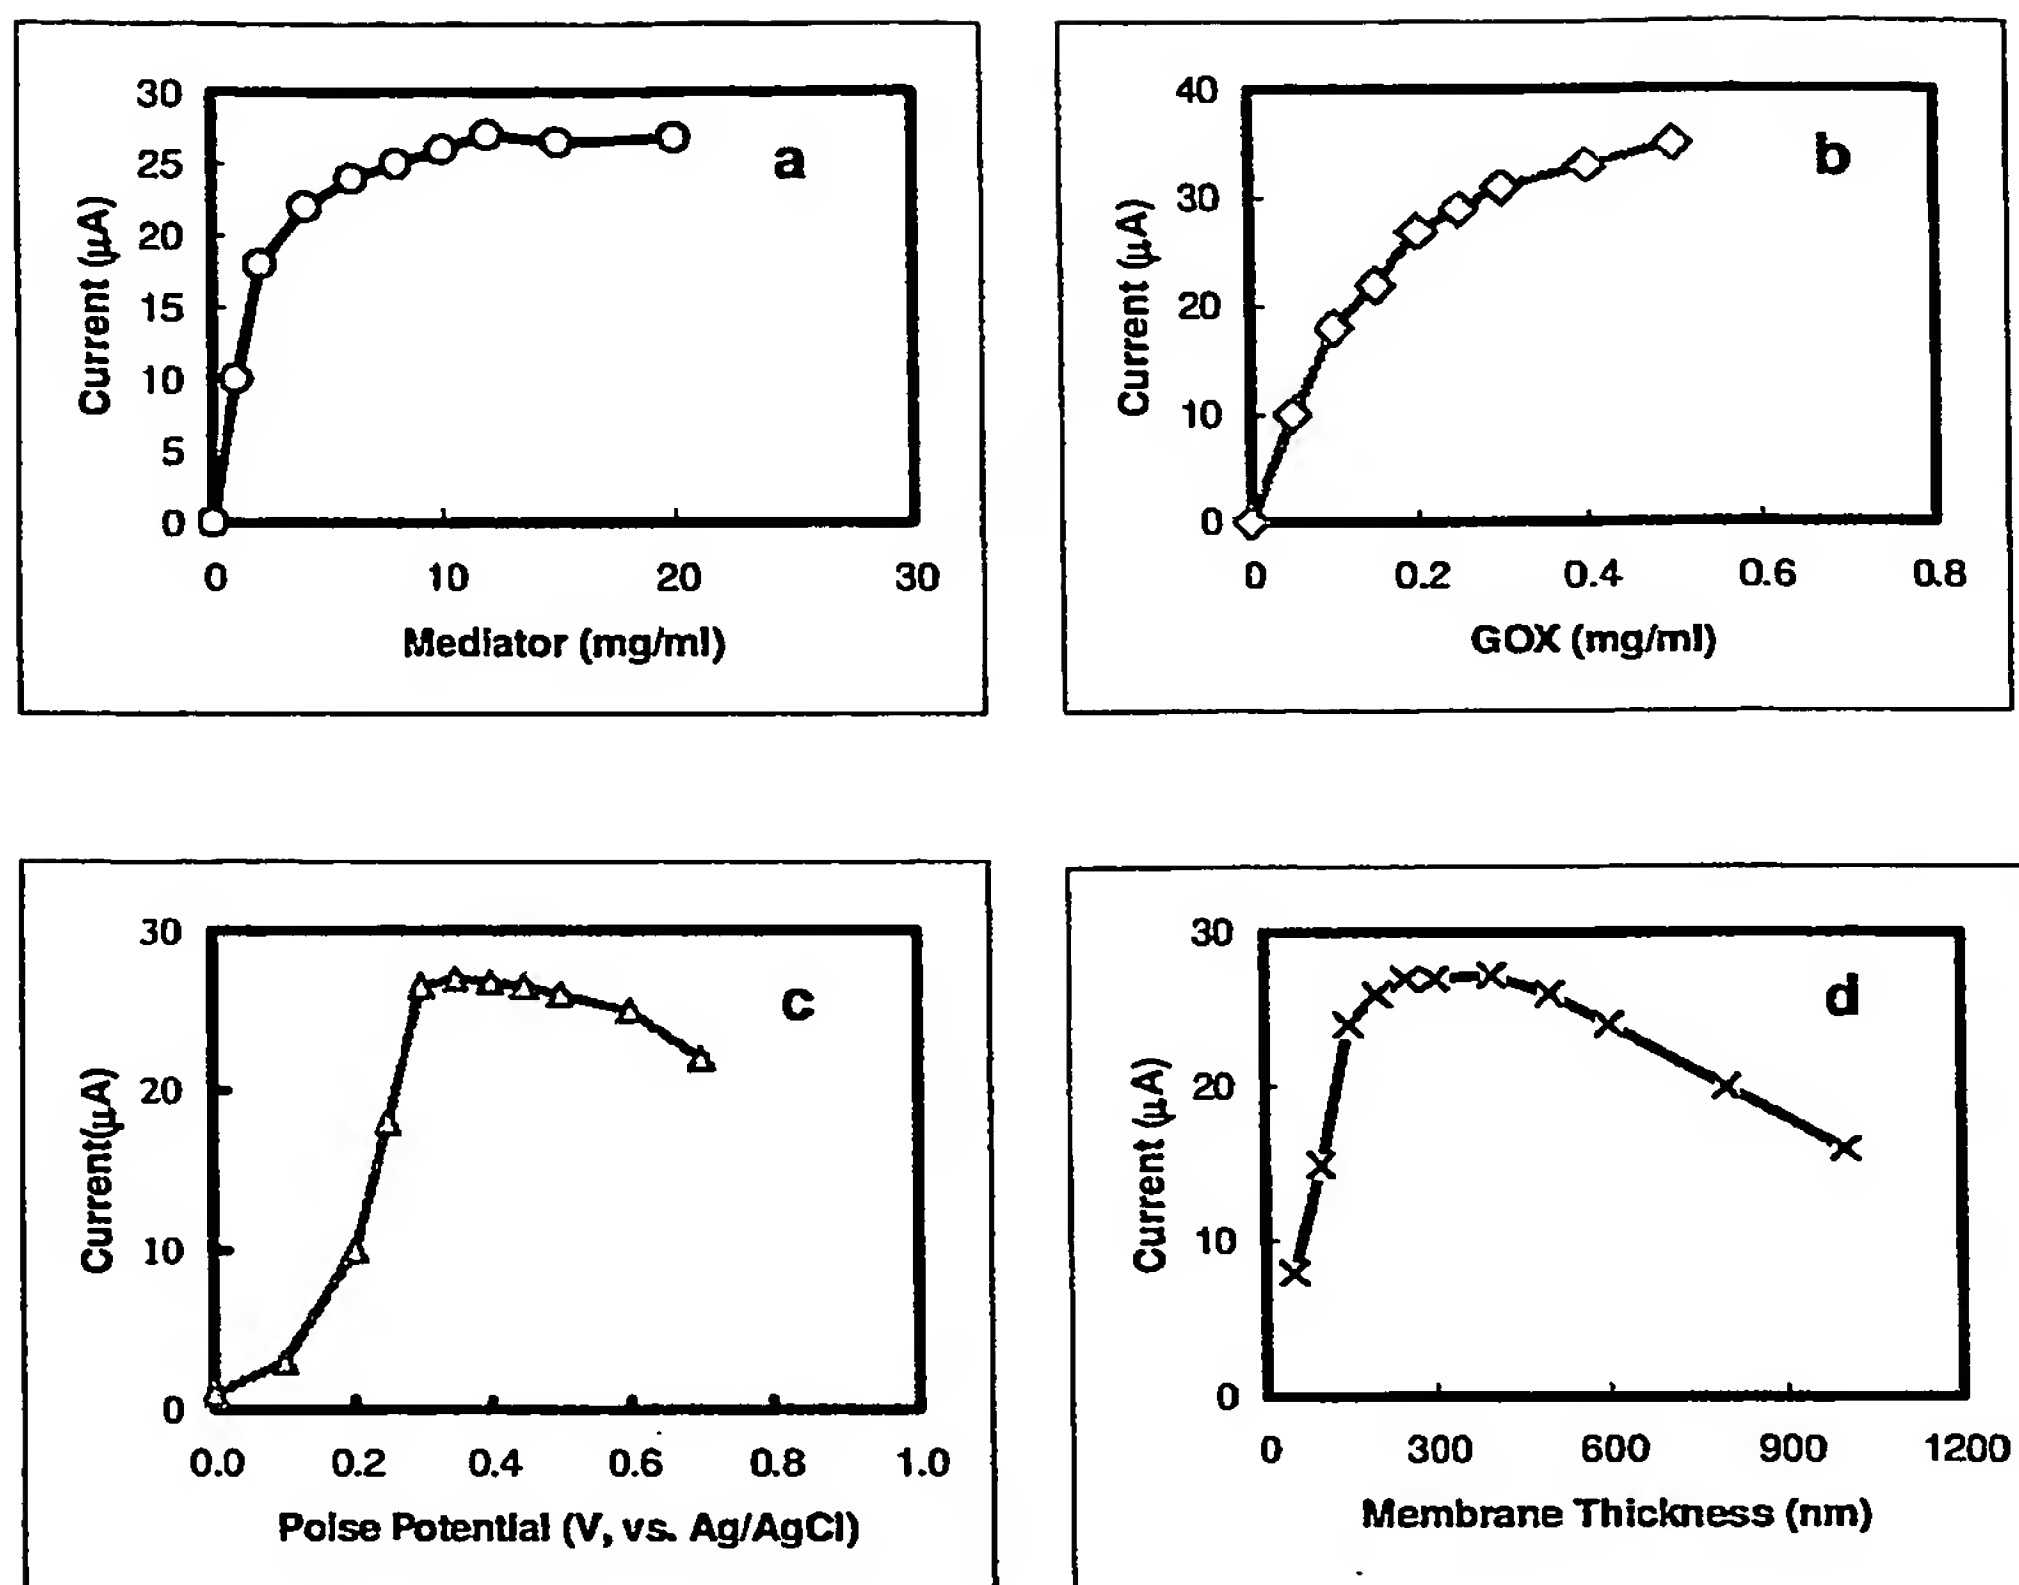 30
25
20
15
10
5
0
Current (µA)
a
0 10 20 30
Mediator (mg/ml)
40
30
20
10
0
Current (µA)
b
0 0.2 0.4 0.6 0.8
GOX (mg/ml)
30
20
10
0
Current(µA)
c
0.0 0.2 0.4 0.6 0.8 1.0
Poise Potential (V, vs. Ag/AgCl)
30
20
10
0
Current (µA)
d
0 300 600 900 1200
Membrane Thickness (nm)